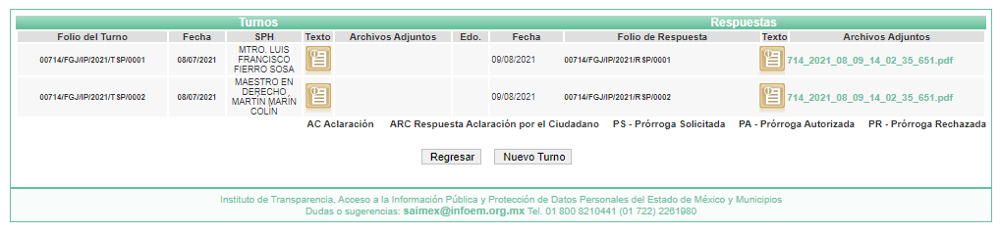 Turnos Respuestas
Folio del Turno Fecha SPH Texto Archivos Adjuntos Edo. Fecha Folio de Respuesta Texto Archivos Adjuntos
00714/FGJ/IP/2021/TSP/0001 08/07/2021 MTRO. LUIS FRANCISCO FIERRO SOSA 09/08/2021 00714/FGJ/IP/2021/RSP/0001 714_2021_08_09_14_02_35_651.pdf
00714/FGJ/IP/2021/TSP/0002 08/07/2021 MAESTRO EN DERECHO MARTÍN MARÍN COLÍN 09/08/2021 00714/FGJ/IP/2021/RSP/0002 714_2021_08_09_14_02_35_651.pdf
AC Aclaración ARC Respuesta Aclaración por el Ciudadano PS - Prórroga Solicitada PA - Prórroga Autorizada PR - Prórroga Rechazada
Regresar Nuevo Turno
Instituto de Transparencia, Acceso a la Información Pública y Protección de Datos Personales del Estado de México y Municipios
Dudas o sugerencias: saimex@infoem.org.mx Tel. 01 800 8210441 (01 722) 2261980